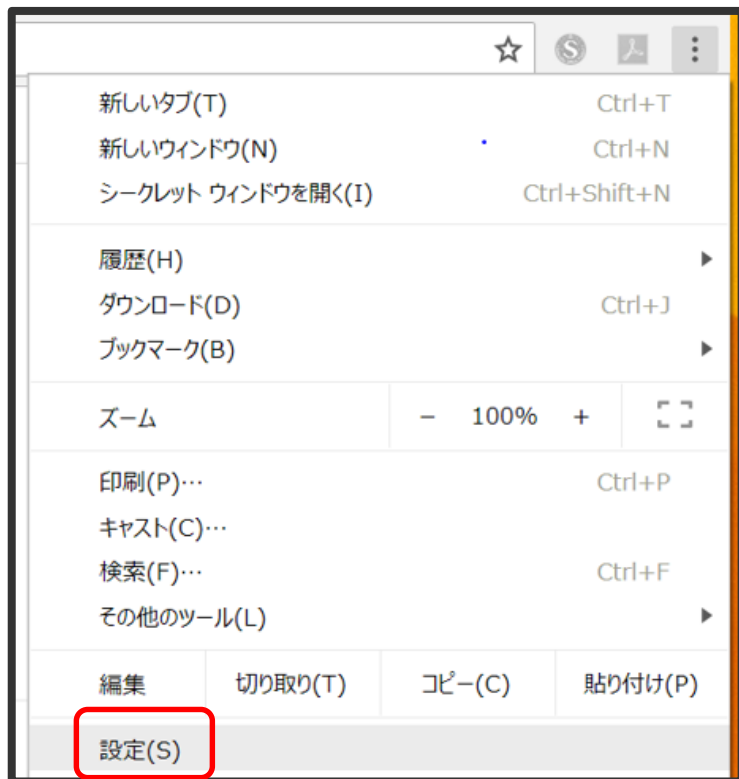 新しいタブ(T) Ctrl+T
新しいウィンドウ(N) Ctrl+N
シークレット ウィンドウを開く(I) Ctrl+Shift+N
履歴(H)
ダウンロード(D) Ctrl+J
ブックマーク(B)
ズーム － 100% +
印刷(P)… Ctrl+P
キャスト(C)…
検索(F)… Ctrl+F
その他のツール(L)
編集 切り取り(T) コピー(C) 貼り付け(P)
設定(S)